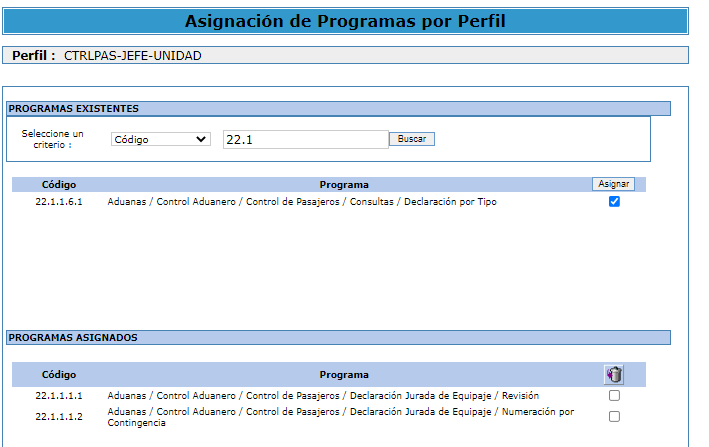 Asignación de Programas por Perfil
Perfil : CTRLPAS-JEFE-UNIDAD
PROGRAMAS EXISTENTES
Seleccione un
criterio :
Código 22.1 Buscar
Código Programa Asignar
22.1.1.6.1 Aduanas / Control Aduanero / Control de Pasajeros / Consultas / Declaración por Tipo
PROGRAMAS ASIGNADOS
Código Programa
22.1.1.1.1 Aduanas / Control Aduanero / Control de Pasajeros / Declaración Jurada de Equipaje / Revisión
22.1.1.1.2 Aduanas / Control Aduanero / Control de Pasajeros / Declaración Jurada de Equipaje / Numeración por
Contingencia